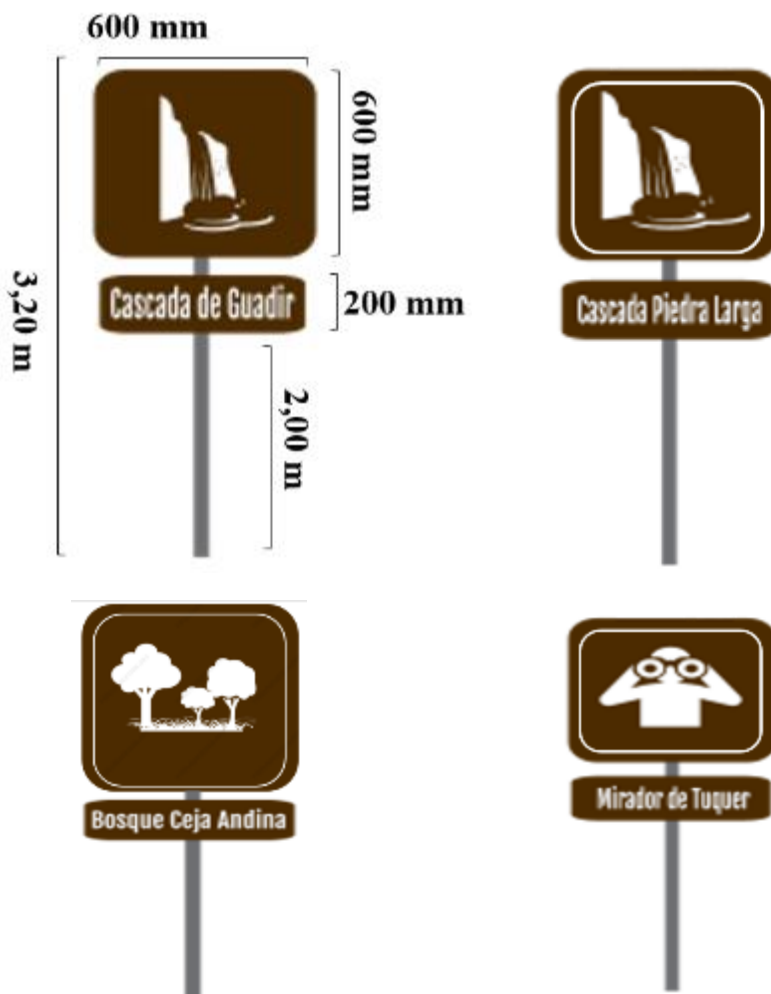 600 mm
600 mm
3,20 m
Cascada de Guadir
200 mm
2,00 m
Cascada Piedra Larga
Bosque Ceja Andina
Mirador de Tuquer